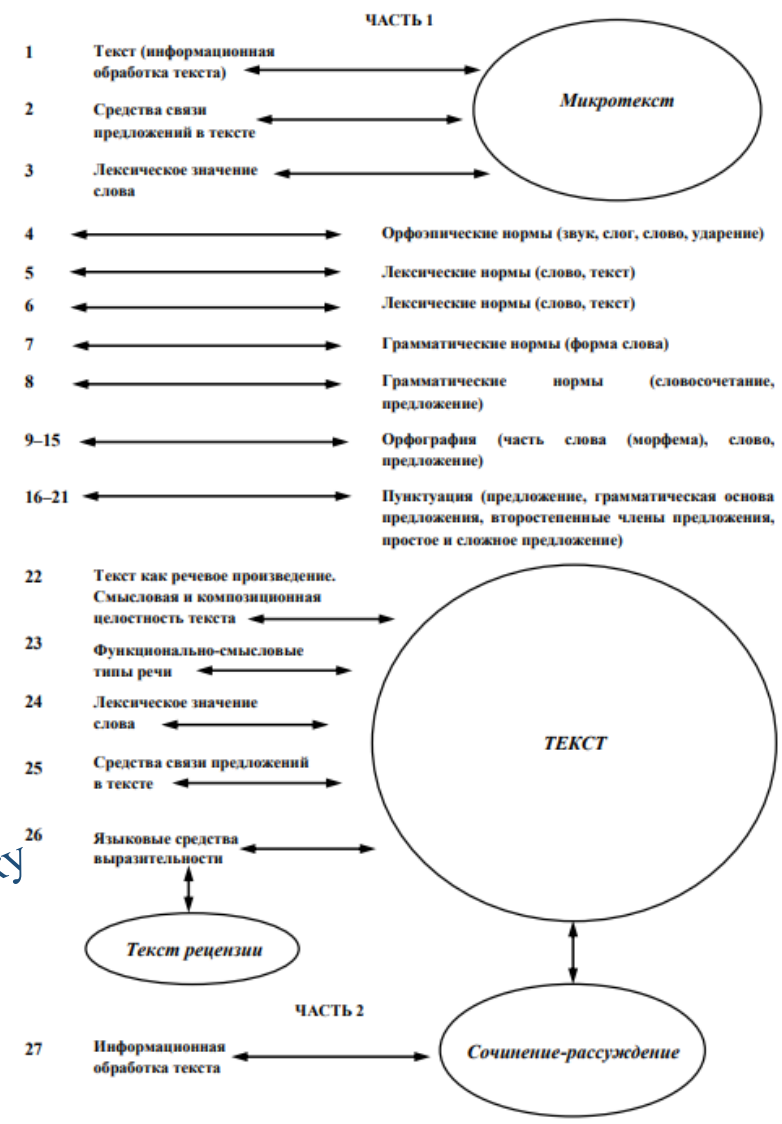 ЧАСТЬ 1
1 Текст (информационная
обработка текста)
Микротекст
2 Средства связи
предложений в тексте
3 Лексическое значение
слова
4 Орфоэпические нормы (звук, слог, слово, ударение)
5 Лексические нормы (слово, текст)
6 Лексические нормы (слово, текст)
7 Грамматические нормы (форма слова)
8 Грамматические нормы (словосочетание,
предложение)
9–15 Орфография (часть слова (морфема), слово,
предложение)
16–21 Пунктуация (предложение, грамматическая основа
предложения, второстепенные члены предложения,
простое и сложное предложение)
22 Текст как речевое произведение.
Смысловая и композиционная
целостность текста
23 Функционально-смысловые
типы речи
24 Лексическое значение
слова
ТЕКСТ
25 Средства связи предложений
в тексте
26 Языковые средства
выразительности
Текст рецензии
ЧАСТЬ 2
27 Информационная
обработка текста
Сочинение-рассуждение